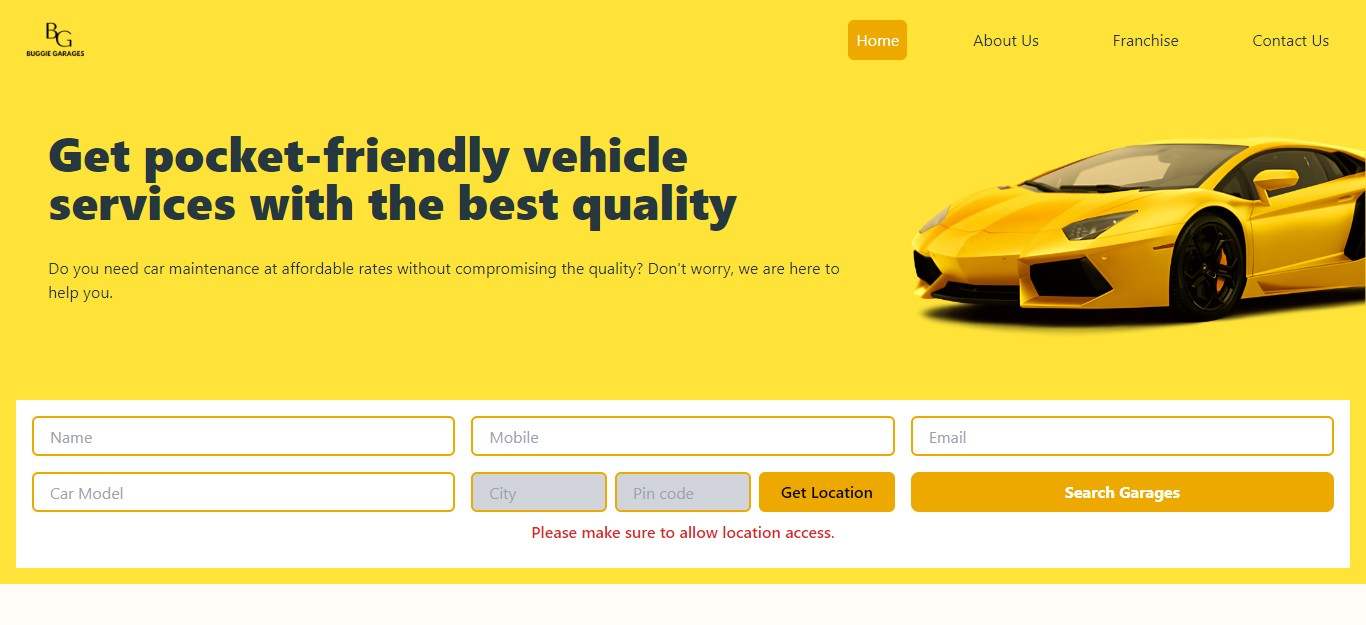 BG
BUGGIE GARAGES
Home About Us Franchise Contact Us
Get pocket-friendly vehicle
services with the best quality
Do you need car maintenance at affordable rates without compromising the quality? Don't worry, we are here to
help you.
Name Mobile Email
Car Model City Pin code Get Location Search Garages
Please make sure to allow location access.